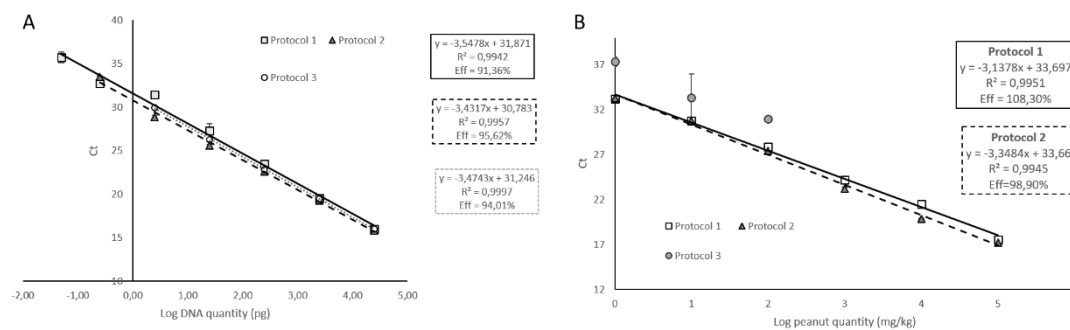 A
40
35
30
25
20
15
10
Ct
-2,00 -1,00 0,00 1,00 2,00 3,00 4,00 5,00
Log DNA quantity (pg)
Protocol 1 Protocol 2
Protocol 3
y = -3,5478x + 31,871
R² = 0,9942
Eff = 91,36%
y = -3,4317x + 30,783
R² = 0,9957
Eff = 95,62%
y = -3,4743x + 31,246
R² = 0,9997
Eff = 94,01%
B
37
32
27
22
17
12
Ct
0 1 2 3 4 5
Log peanut quantity (mg/kg)
Protocol 1 Protocol 2
Protocol 3
Protocol 1
y = -3,1378x + 33,697
R² = 0,9951
Eff = 108,30%
Protocol 2
y = -3,3484x + 33,66
R² = 0,9945
Eff=98,90%